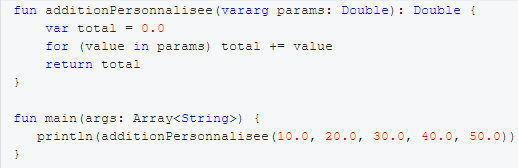 fun additionPersonnalisee(vararg params: Double): Double {
    var total = 0.0
    for (value in params) total += value
    return total
}

fun main(args: Array<String>) {
   println(additionPersonnalisee(10.0, 20.0, 30.0, 40.0, 50.0))
}